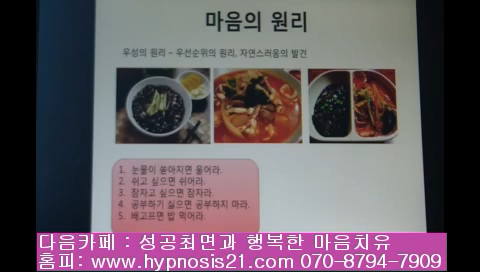 마음의 원리
우성의 원리 – 우선순위의 원리, 자연스러움의 발견
1. 눈물이 쏟아지면 울어라.
2. 쉬고 싶으면 쉬어라.
3. 잠자고 싶으면 잠자라.
4. 공부하기 싫으면 공부하지 마라.
5. 배고프면 밥 먹어라.
다음카페 : 성공최면과 행복한 마음치유
홈피: www.hypnosis21.com 070-8794-7909